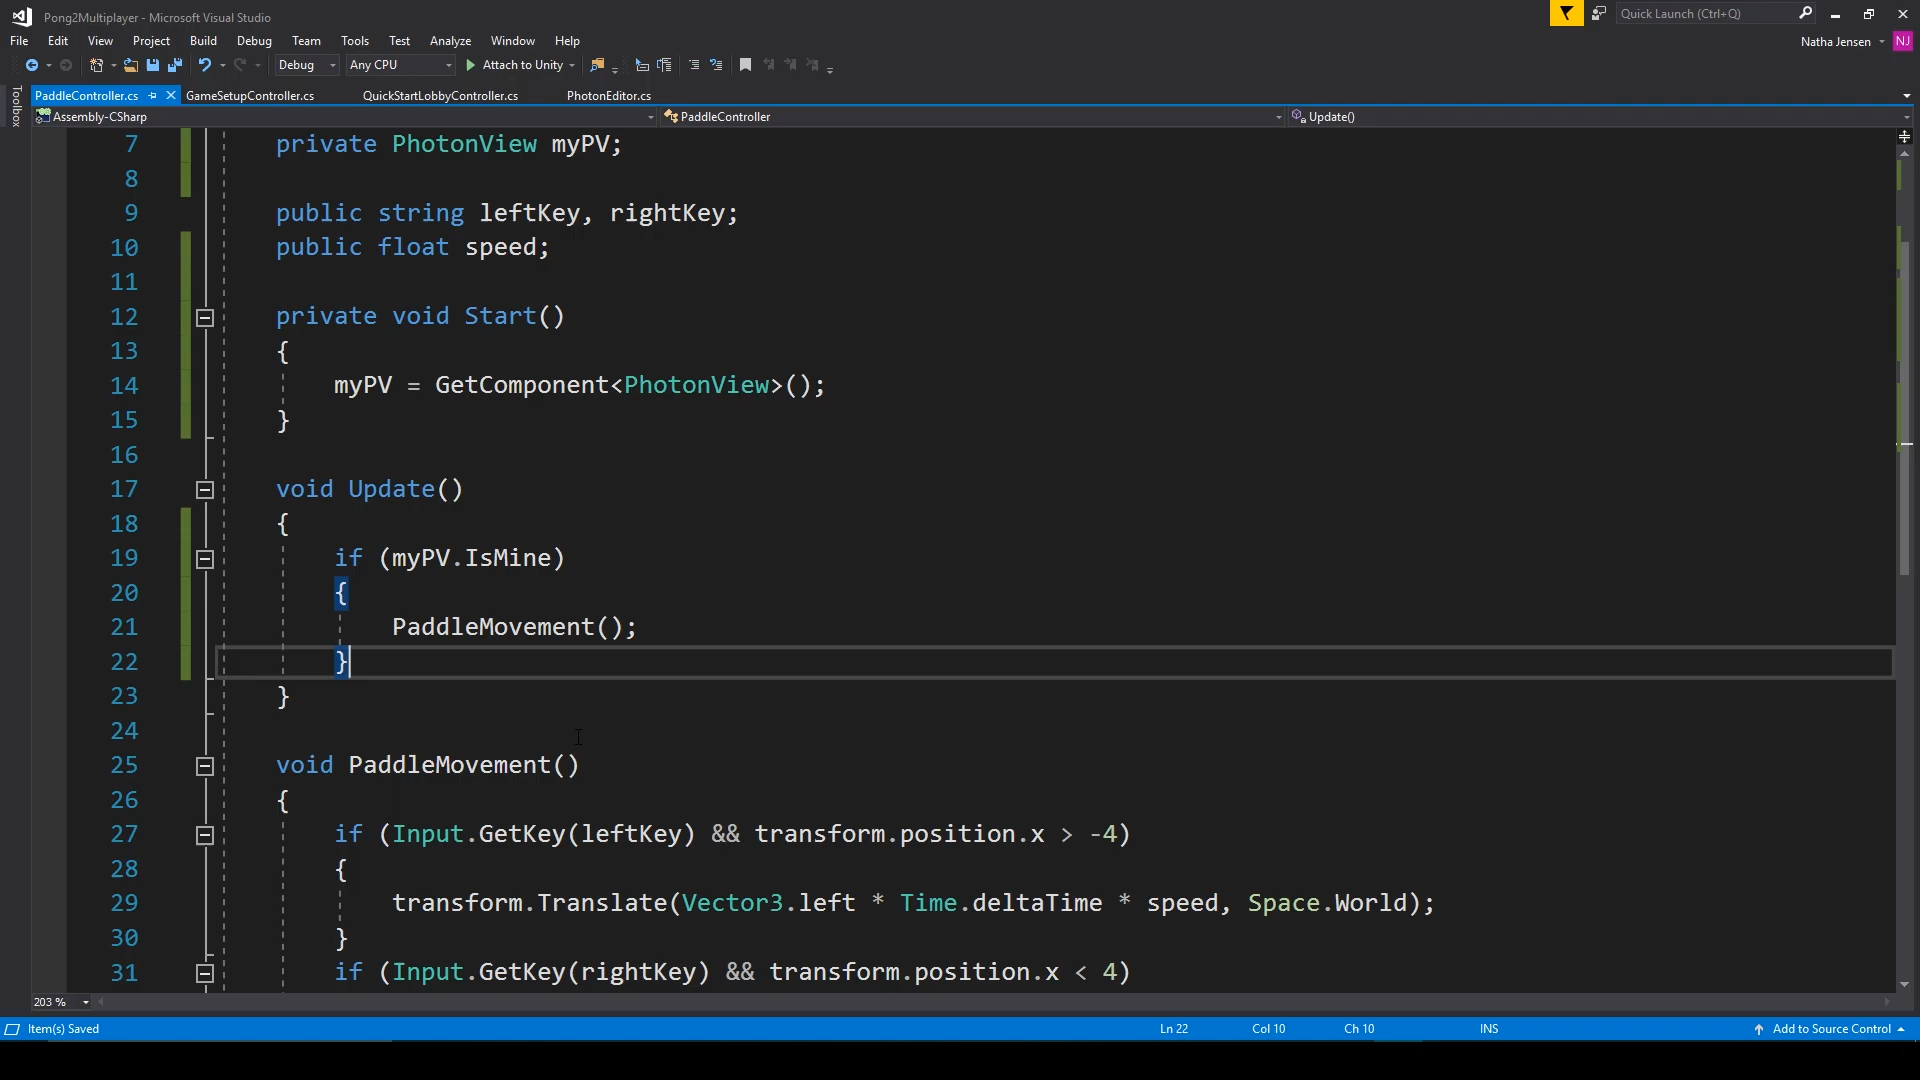 Pong2Multiplayer - Microsoft Visual Studio
Quick Launch (Ctrl+Q)
File Edit View Project Build Debug Team Tools Test Analyze Window Help
Natha Jensen NJ
Debug Any CPU Attach to Unity
Toolbox
PaddleController.cs GameSetupController.cs QuickStartLobbyController.cs PhotonEditor.cs
Assembly-CSharp PaddleController Update()
7 private PhotonView myPV;
8
9 public string leftKey, rightKey;
10 public float speed;
11
12 private void Start()
13 {
14 myPV = GetComponent<PhotonView>();
15 }
16
17 void Update()
18 {
19 if (myPV.IsMine)
20 {
21 PaddleMovement();
22 }
23 }
24
25 void PaddleMovement()
26 {
27 if (Input.GetKey(leftKey) && transform.position.x > -4)
28 {
29 transform.Translate(Vector3.left * Time.deltaTime * speed, Space.World);
30 }
31 if (Input.GetKey(rightKey) && transform.position.x < 4)
203 %
Item(s) Saved Ln 22 Col 10 Ch 10 INS Add to Source Control